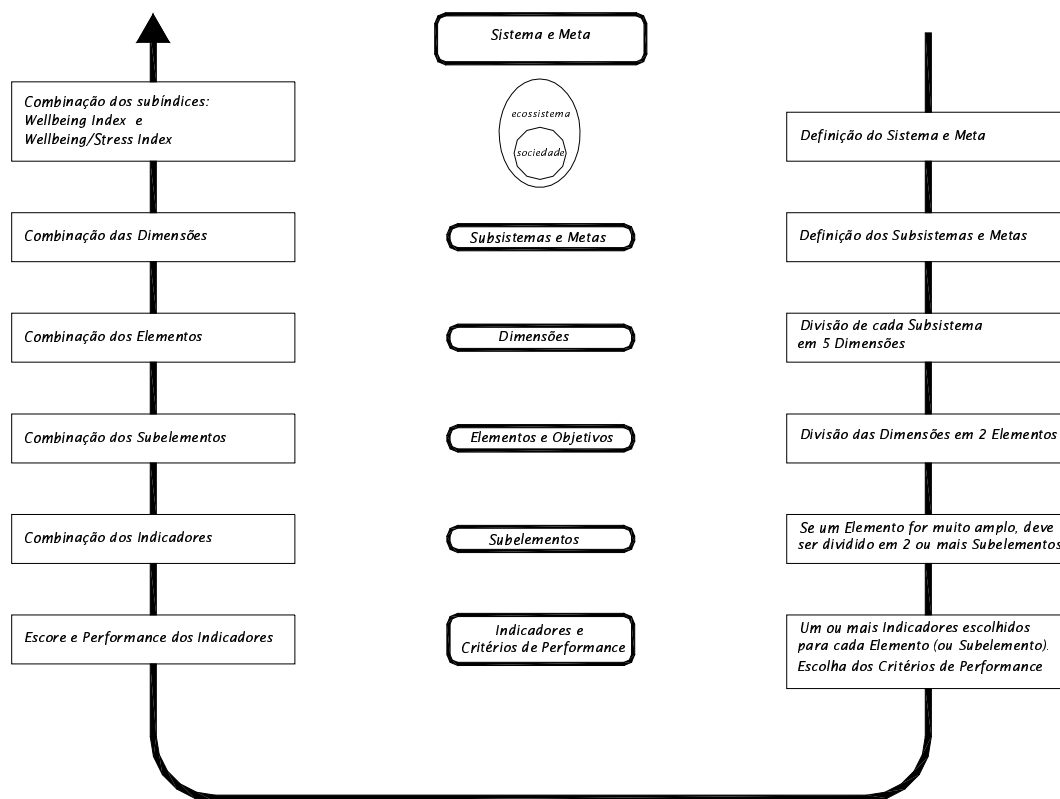 Sistema e Meta
ecossistema
sociedade
Combinação dos subíndices:
Wellbeing Index e
Wellbeing/Stress Index
Definição do Sistema e Meta
Combinação das Dimensões
Subsistemas e Metas
Definição dos Subsistemas e Metas
Combinação dos Elementos
Dimensões
Divisão de cada Subsistema
em 5 Dimensões
Combinação dos Subelementos
Elementos e Objetivos
Divisão das Dimensões em 2 Elementos
Combinação dos Indicadores
Subelementos
Se um Elemento for muito amplo, deve
ser dividido em 2 ou mais Subelementos
Escore e Performance dos Indicadores
Indicadores e
Critérios de Performance
Um ou mais Indicadores escolhidos
para cada Elemento (ou Subelemento).
Escolha dos Critérios de Performance